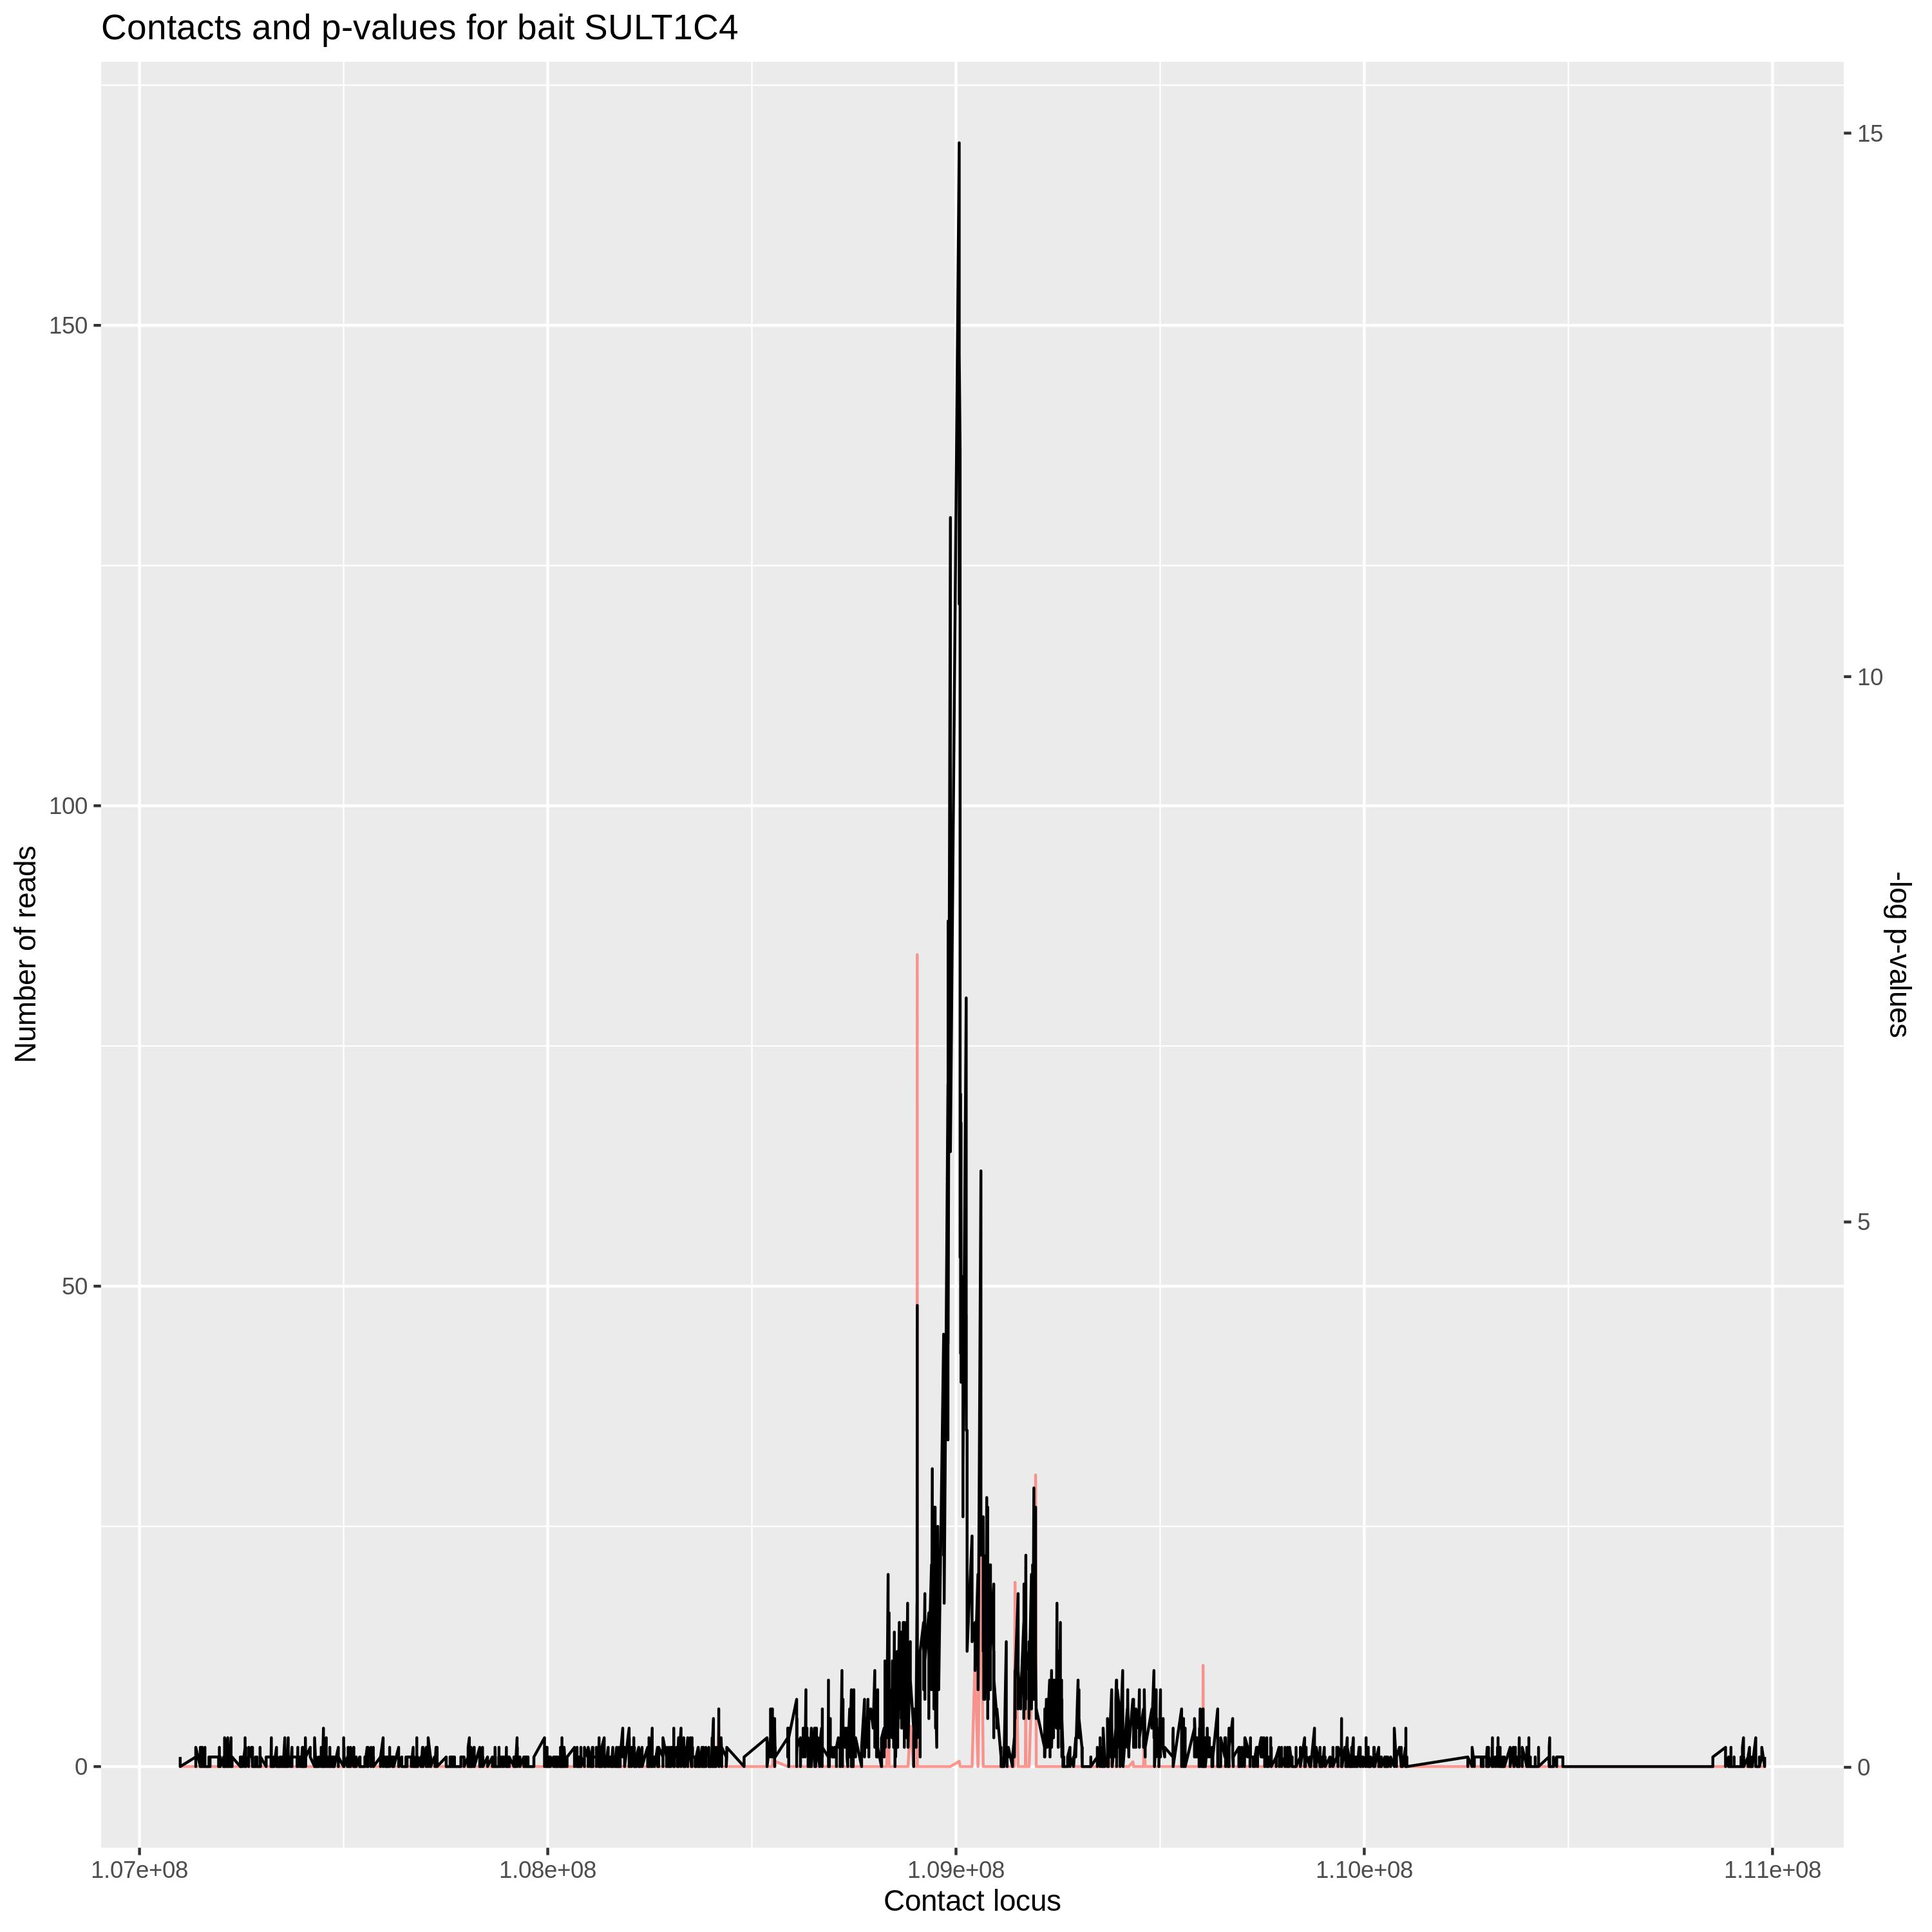 Contacts and p-values for bait SULT1C4
150
100
50
0
Number of reads
15
10
5
0
-log p-values
1.07e+08
1.08e+08
1.09e+08
1.10e+08
1.11e+08
Contact locus